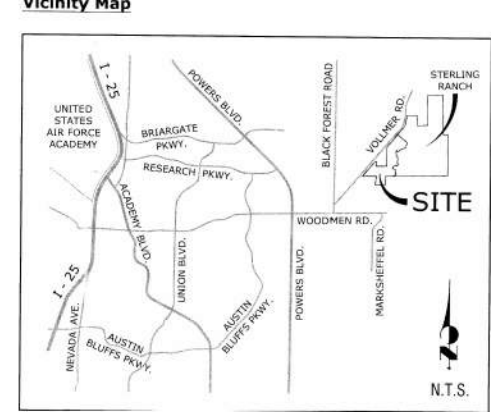 Vicinity Map
I - 25
POWERS BLVD.
BLACK FOREST ROAD
STERLING
RANCH
UNITED
STATES
AIR FORCE
ACADEMY
BRIARGATE
PKWY.
VOLLMER RD.
RESEARCH PKWY.
ACADEMY BLVD.
SITE
WOODMEN RD.
UNION BLVD.
POWERS BLVD.
MARKSHEFFEL RD.
I - 25
NEVADA AVE.
AUSTIN
BLUFFS PKWY.
AUSTIN
BLUFFS PKWY.
N
N.T.S.